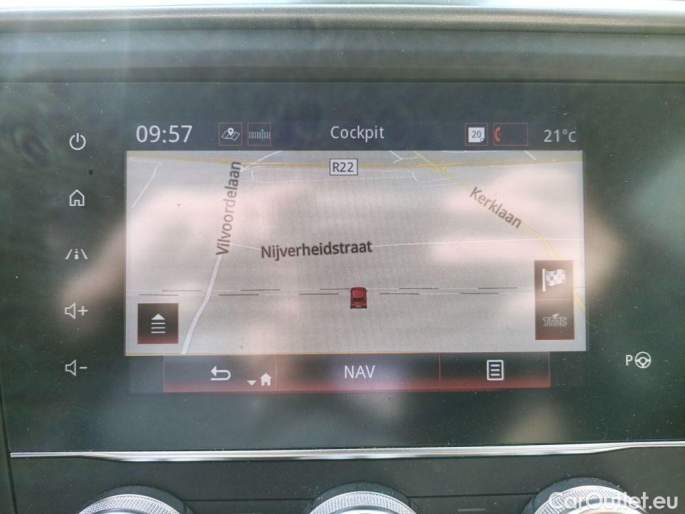 09:57 Cockpit 20 21°C
R22
Vilvoordelaan
Kerklaan
Nijverheidstraat
P
NAV
CarOutlet.eu